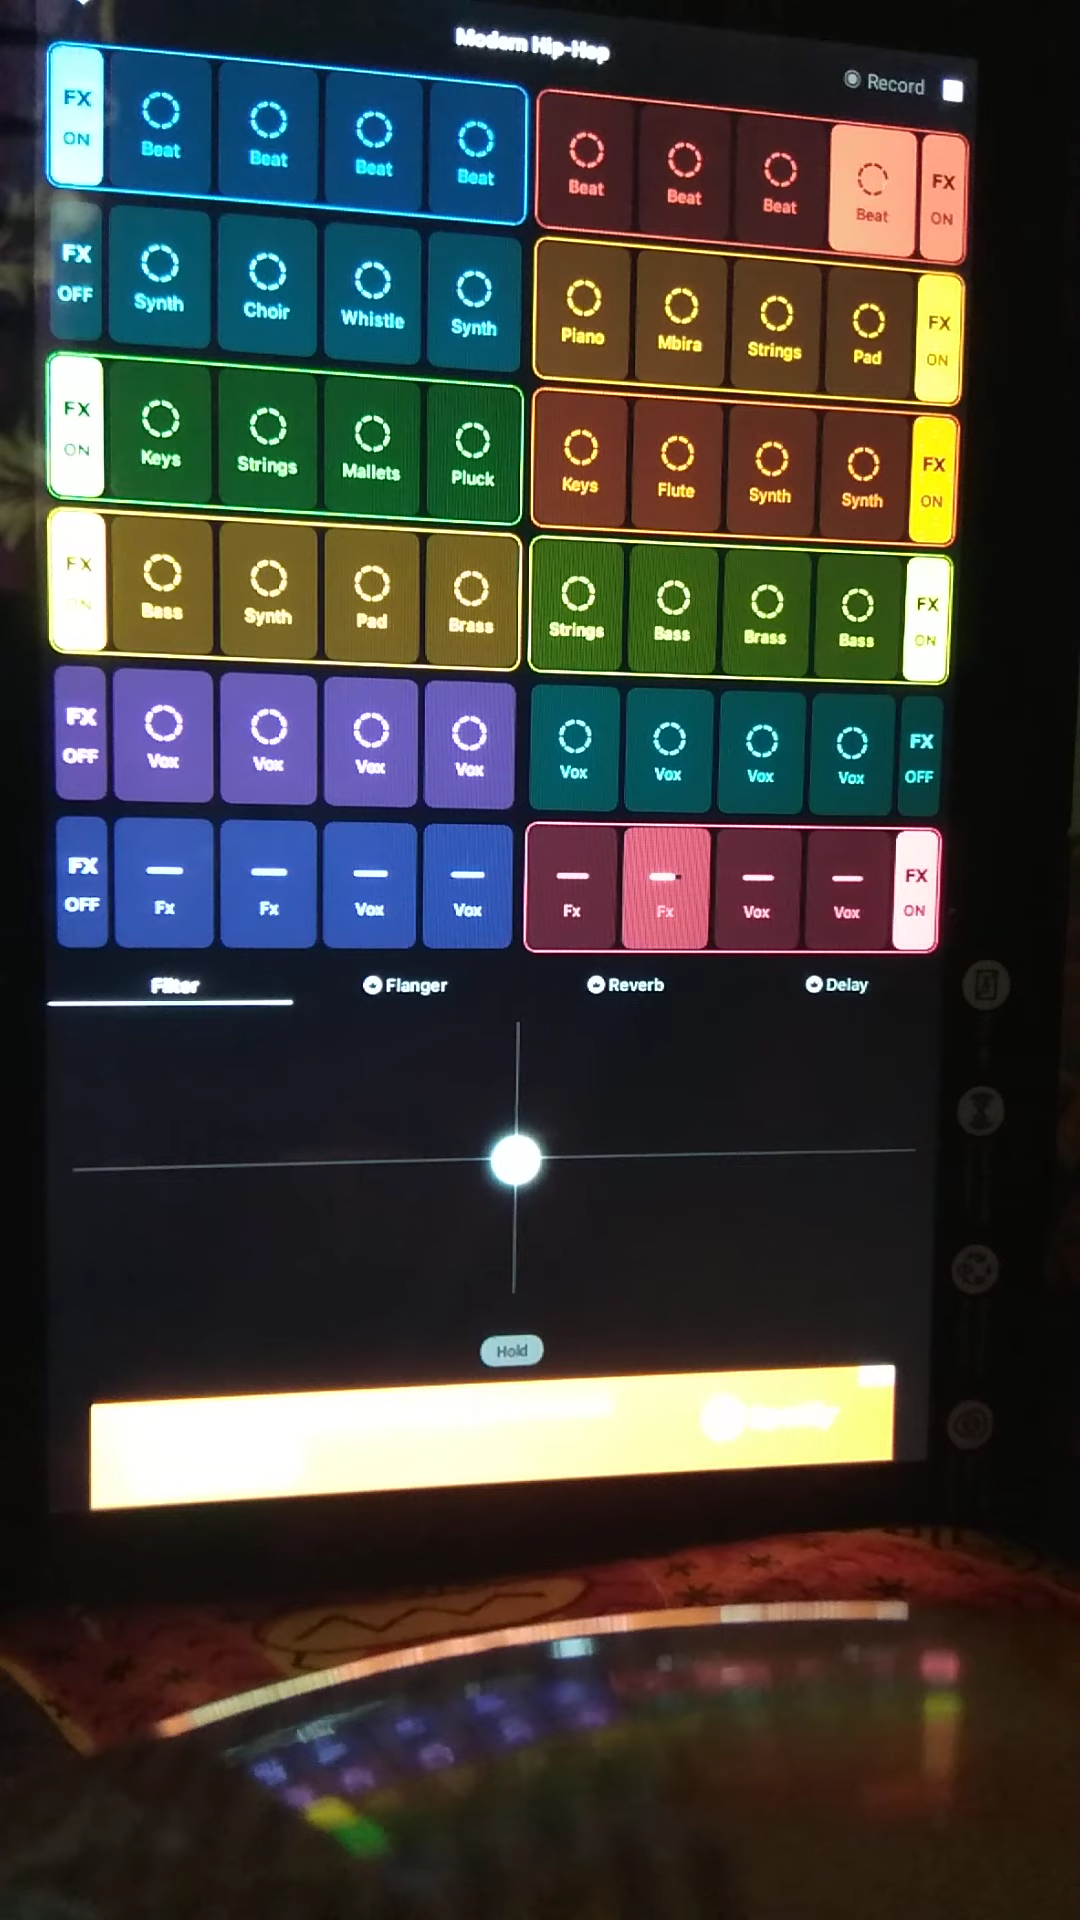 Modern Hip-Hop
Record
FX ON Beat Beat Beat Beat
Beat Beat Beat Beat FX ON
FX OFF Synth Choir Whistle Synth
Piano Mbira Strings Pad FX ON
FX ON Keys Strings Mallets Pluck
Keys Flute Synth Synth FX ON
FX ON Bass Synth Pad Brass
Strings Bass Brass Bass FX ON
FX OFF Vox Vox Vox Vox
Vox Vox Vox Vox FX OFF
FX OFF Fx Fx Vox Vox
Fx Fx Vox Vox FX ON
Filter Flanger Reverb Delay
Hold